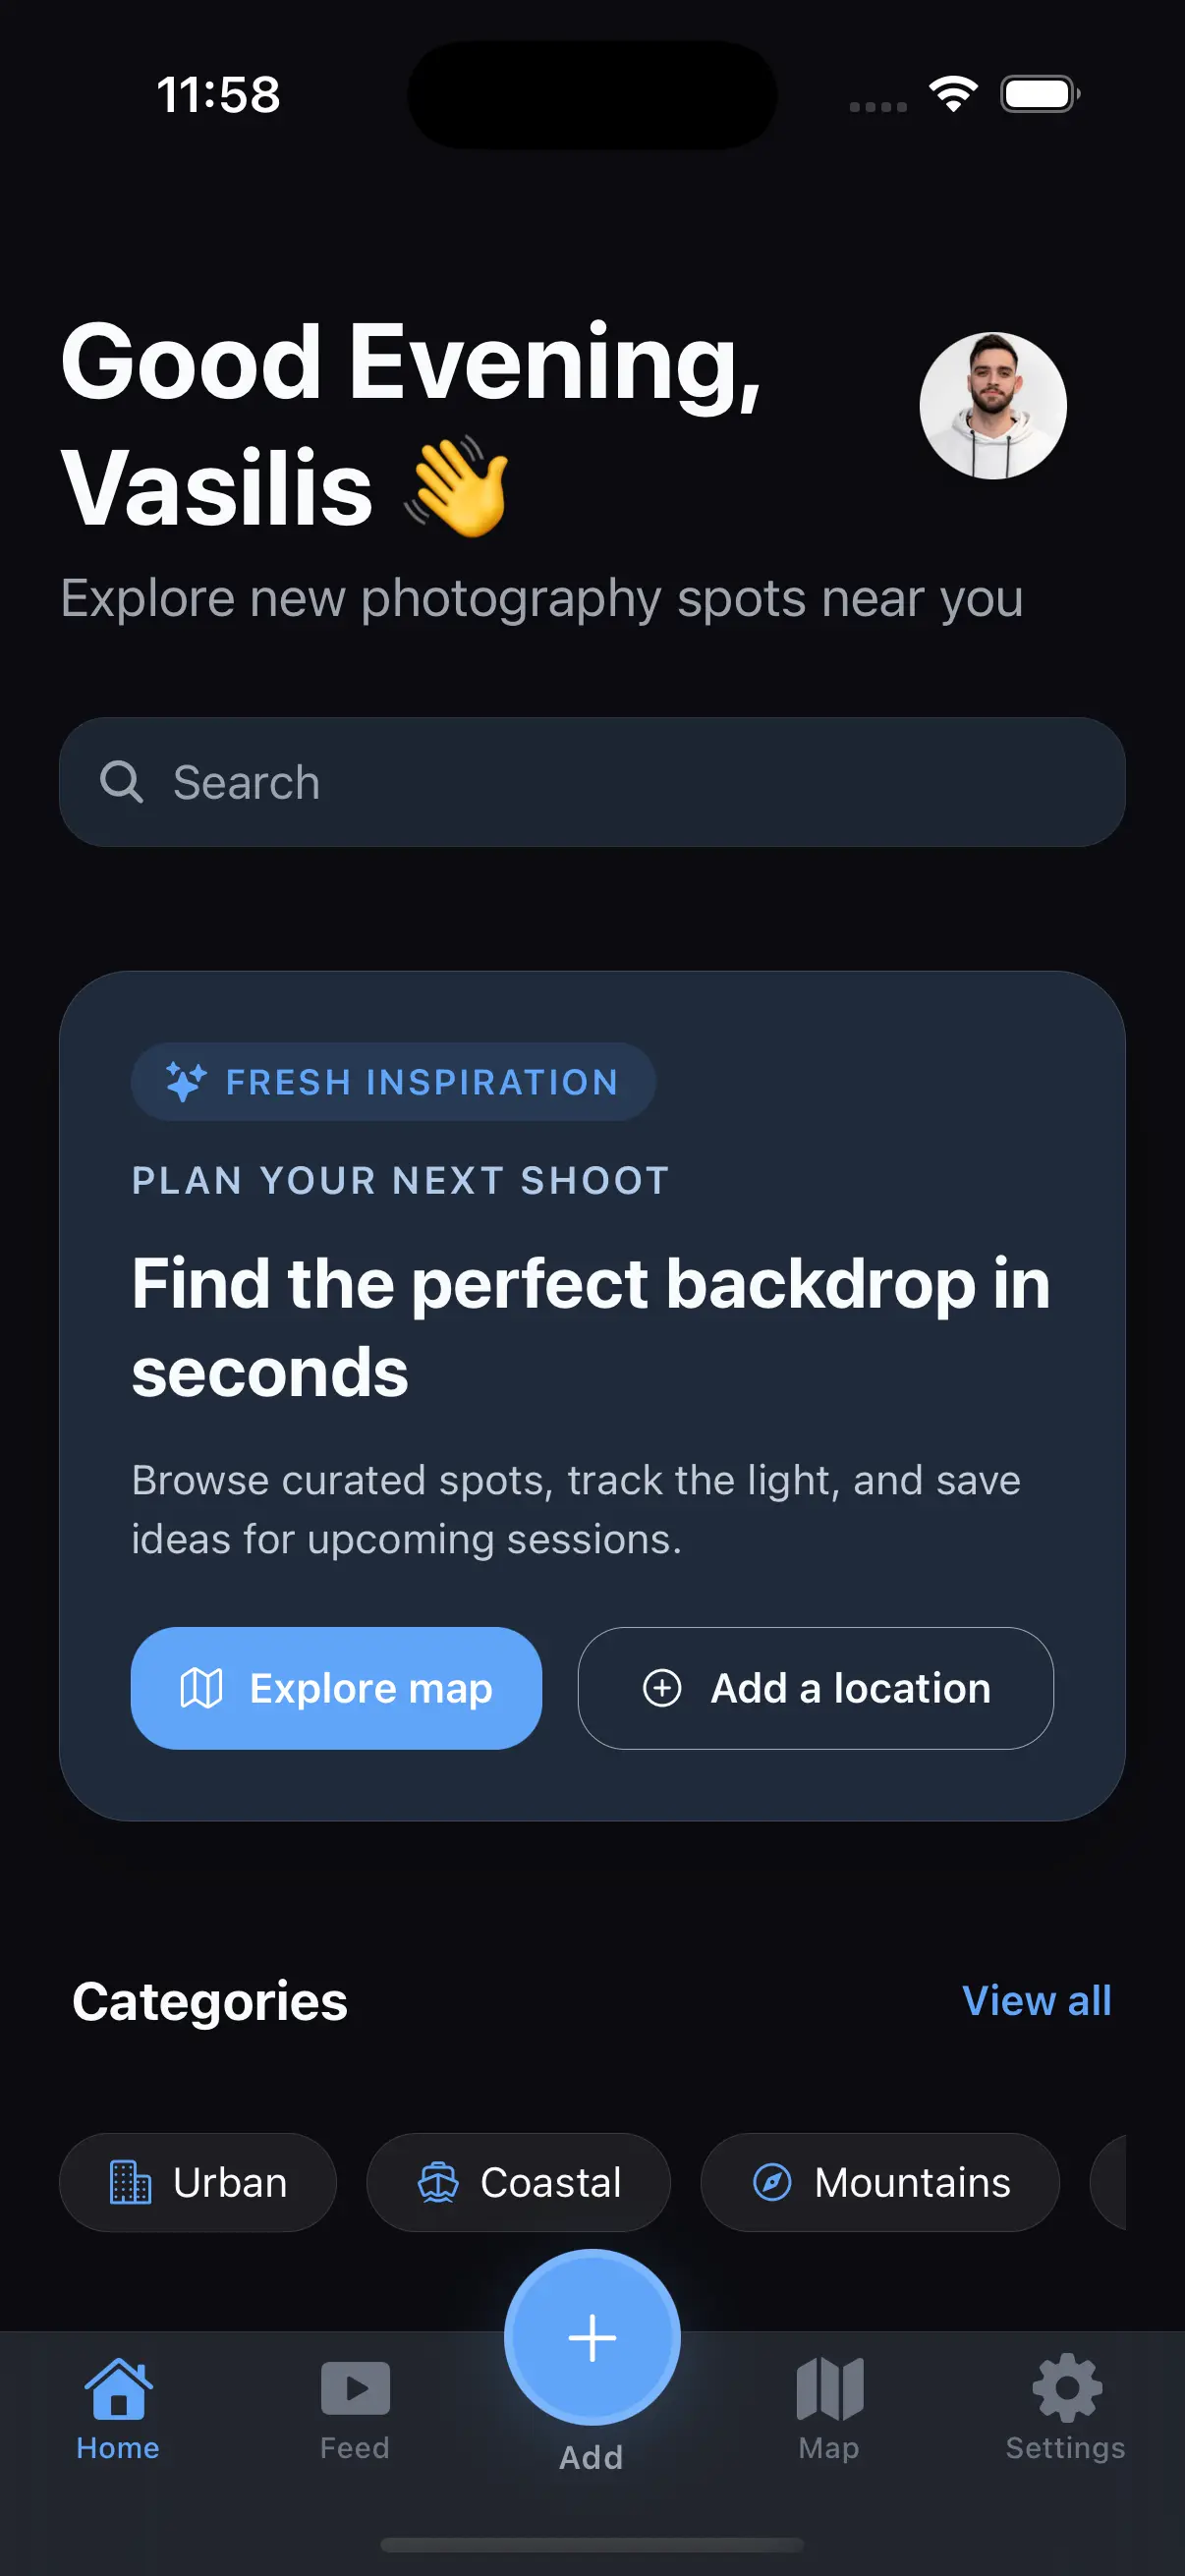 11:58
Good Evening,
Vasilis 👋
Explore new photography spots near you
Search
FRESH INSPIRATION
PLAN YOUR NEXT SHOOT
Find the perfect backdrop in
seconds
Browse curated spots, track the light, and save
ideas for upcoming sessions.
Explore map
Add a location
Categories
View all
Urban
Coastal
Mountains
Home
Feed
Add
Map
Settings